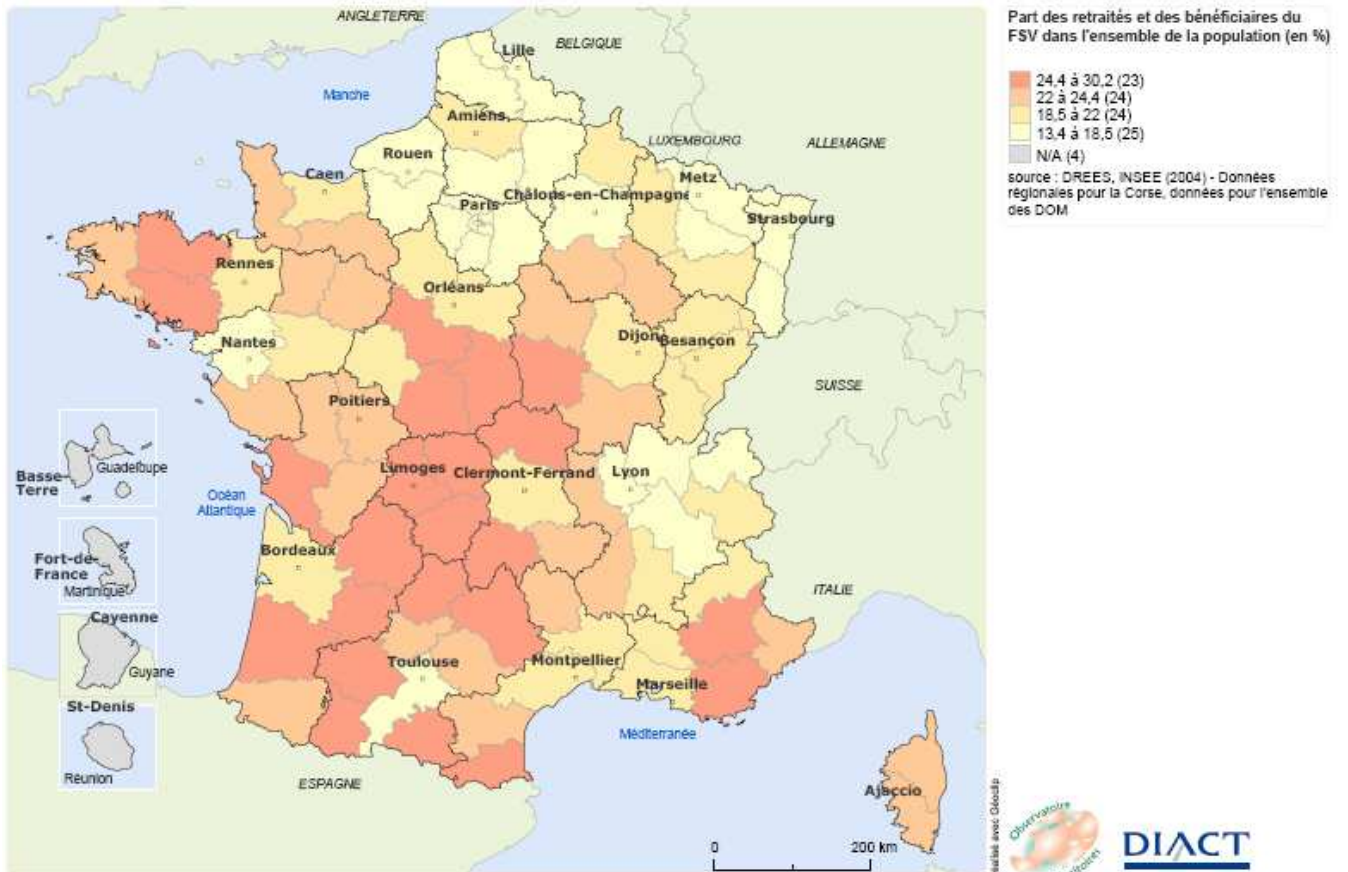 ANGLETERRE
BELGIQUE
Lille
Manche
Amiens
LUXEMBOURG
ALLEMAGNE
Rouen
Caen
Metz
Châlons-en-Champagne
Paris
Strasbourg
Rennes
Orléans
Nantes
Dijon
Besançon
SUISSE
Poitiers
Limoges
Clermont-Ferrand
Lyon
Guadeloupe
Basse-
Terre
Océan
Atlantique
Bordeaux
Fort-de-
France
Martinique
ITALIE
Cayenne
Guyane
Toulouse
Montpellier
Marseille
St-Denis
Réunion
Méditerranée
ESPAGNE
Ajaccio
0 200 km
réalisé avec Géoclip
Part des retraités et des bénéficiaires du
FSV dans l'ensemble de la population (en %)
24,4 à 30,2 (23)
22 à 24,4 (24)
18,5 à 22 (24)
13,4 à 18,5 (25)
N/A (4)
source : DREES, INSEE (2004) - Données
régionales pour la Corse, données pour l'ensemble
des DOM
Observatoire
DIACT